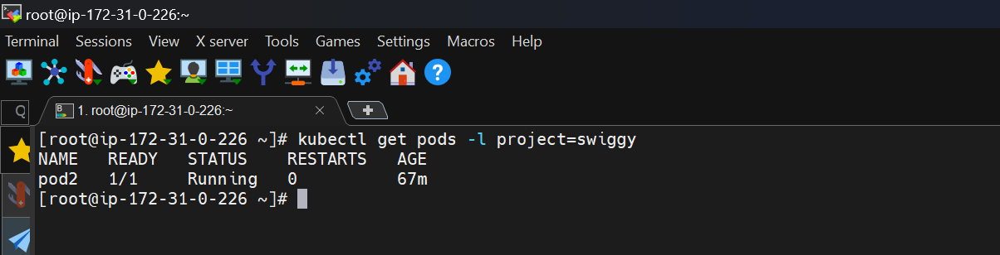 root@ip-172-31-0-226:~
Terminal Sessions View X server Tools Games Settings Macros Help
1. root@ip-172-31-0-226:~
[root@ip-172-31-0-226 ~]# kubectl get pods -l project=swiggy
NAME READY STATUS RESTARTS AGE
pod2 1/1 Running 0 67m
[root@ip-172-31-0-226 ~]#